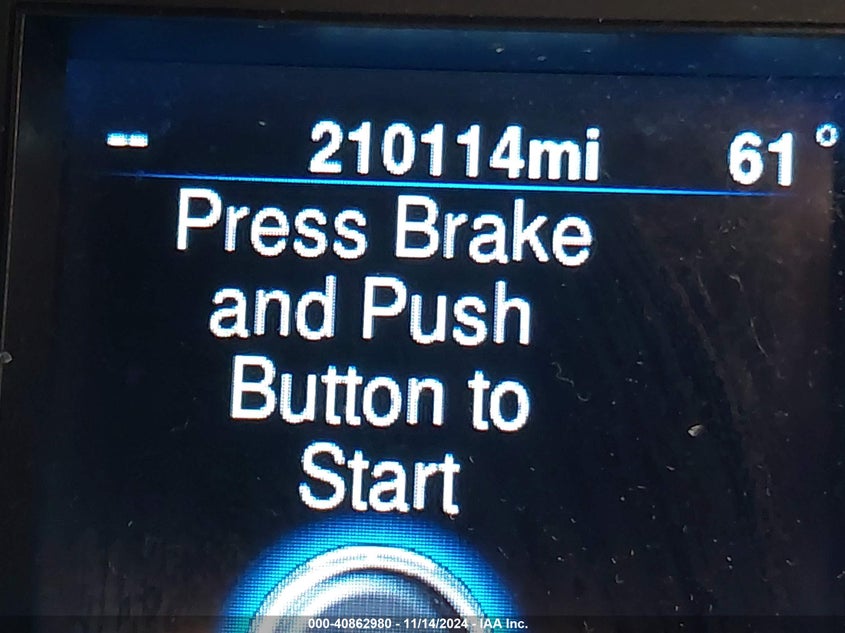 -- 210114mi 61°
Press Brake
and Push
Button to
Start
000-40862980 - 11/14/2024 - IAA Inc.